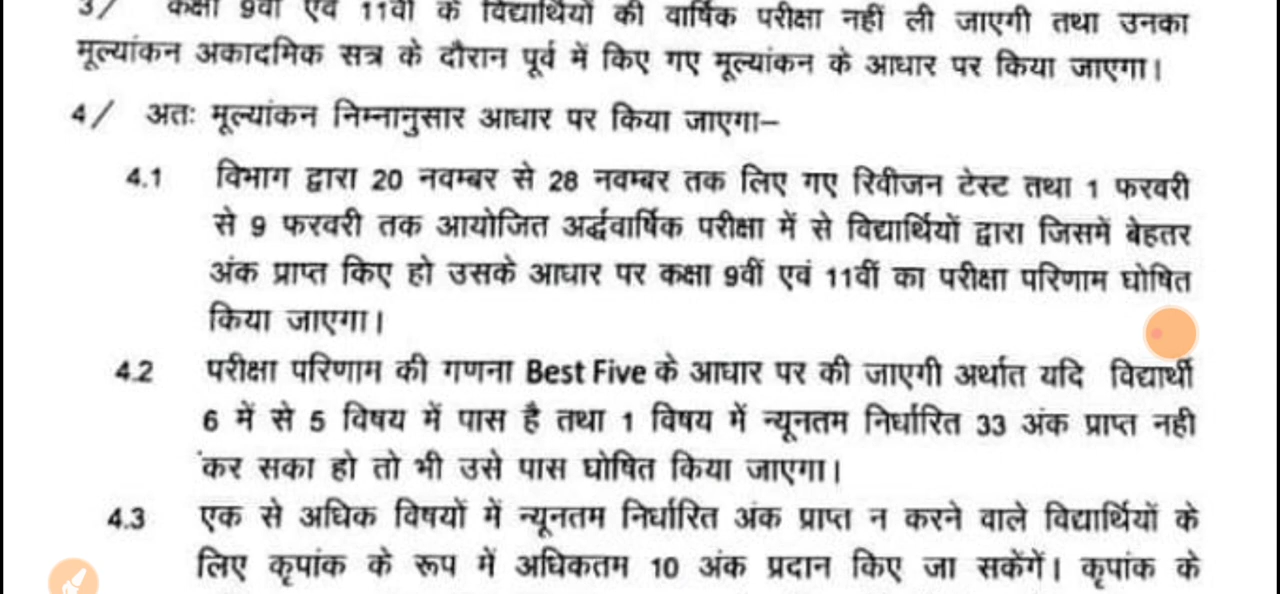 3/ कक्षा 9वीं एवं 11वीं के विद्यार्थियों की वार्षिक परीक्षा नहीं ली जाएगी तथा उनका
मूल्यांकन अकादमिक सत्र के दौरान पूर्व में किए गए मूल्यांकन के आधार पर किया जाएगा।
4/ अतः मूल्यांकन निम्नानुसार आधार पर किया जाएगा–
4.1 विभाग द्वारा 20 नवम्बर से 28 नवम्बर तक लिए गए रिवीजन टेस्ट तथा 1 फरवरी
से 9 फरवरी तक आयोजित अर्द्धवार्षिक परीक्षा में से विद्यार्थियों द्वारा जिसमें बेहतर
अंक प्राप्त किए हो उसके आधार पर कक्षा 9वीं एवं 11वीं का परीक्षा परिणाम घोषित
किया जाएगा।
4.2 परीक्षा परिणाम की गणना Best Five के आधार पर की जाएगी अर्थात यदि विद्यार्थी
6 में से 5 विषय में पास है तथा 1 विषय में न्यूनतम निर्धारित 33 अंक प्राप्त नही
कर सका हो तो भी उसे पास घोषित किया जाएगा।
4.3 एक से अधिक विषयों में न्यूनतम निर्धारित अंक प्राप्त न करने वाले विद्यार्थियों के
लिए कृपांक के रूप में अधिकतम 10 अंक प्रदान किए जा सकेंगें। कृपांक के